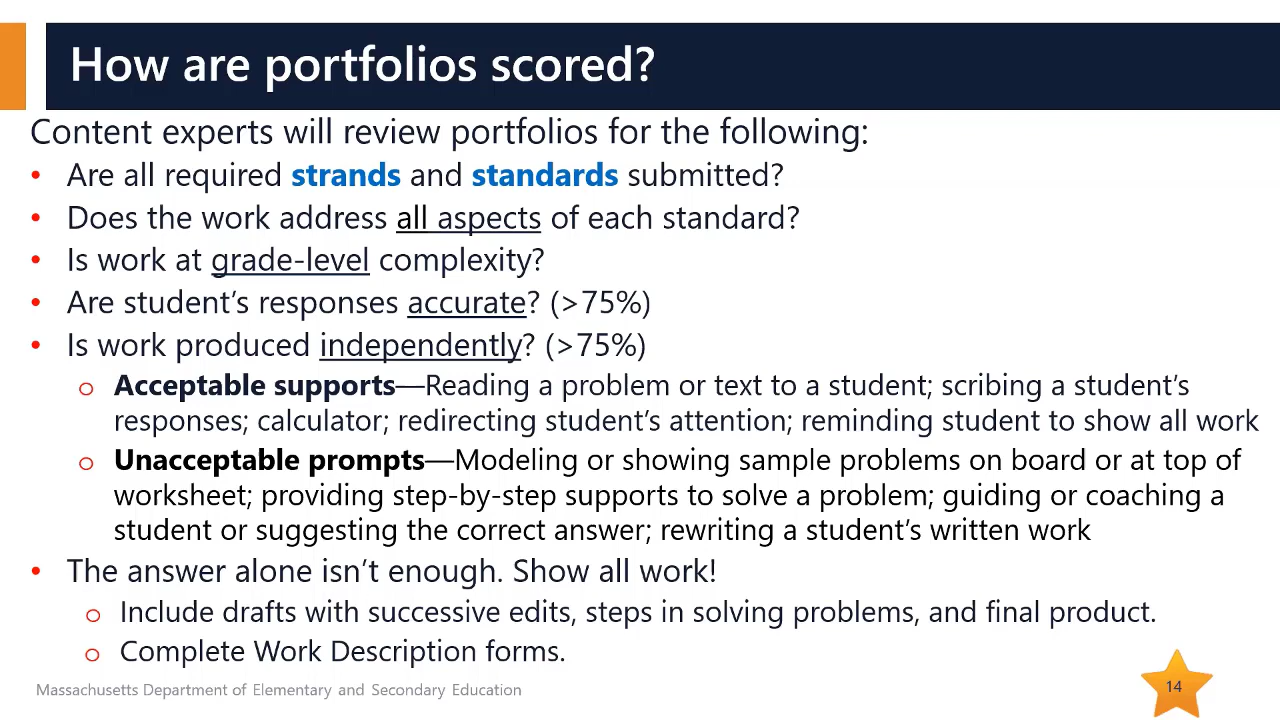 How are portfolios scored?
Content experts will review portfolios for the following:
• Are all required strands and standards submitted?
• Does the work address all aspects of each standard?
• Is work at grade-level complexity?
• Are student’s responses accurate? (>75%)
• Is work produced independently? (>75%)
o Acceptable supports—Reading a problem or text to a student; scribing a student’s
responses; calculator; redirecting student’s attention; reminding student to show all work
o Unacceptable prompts—Modeling or showing sample problems on board or at top of
worksheet; providing step-by-step supports to solve a problem; guiding or coaching a
student or suggesting the correct answer; rewriting a student’s written work
• The answer alone isn’t enough. Show all work!
o Include drafts with successive edits, steps in solving problems, and final product.
o Complete Work Description forms.
Massachusetts Department of Elementary and Secondary Education
14